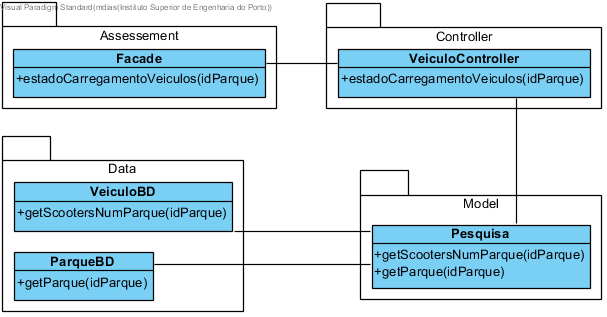 Visual Paradigm Standard(mdias(Instituto Superior de Engenharia do Porto))
Assessement
Facade
+estadoCarregamentoVeiculos(idParque)
Controller
VeiculoController
+estadoCarregamentoVeiculos(idParque)
Data
VeiculoBD
+getScootersNumParque(idParque)
ParqueBD
+getParque(idParque)
Model
Pesquisa
+getScootersNumParque(idParque)
+getParque(idParque)